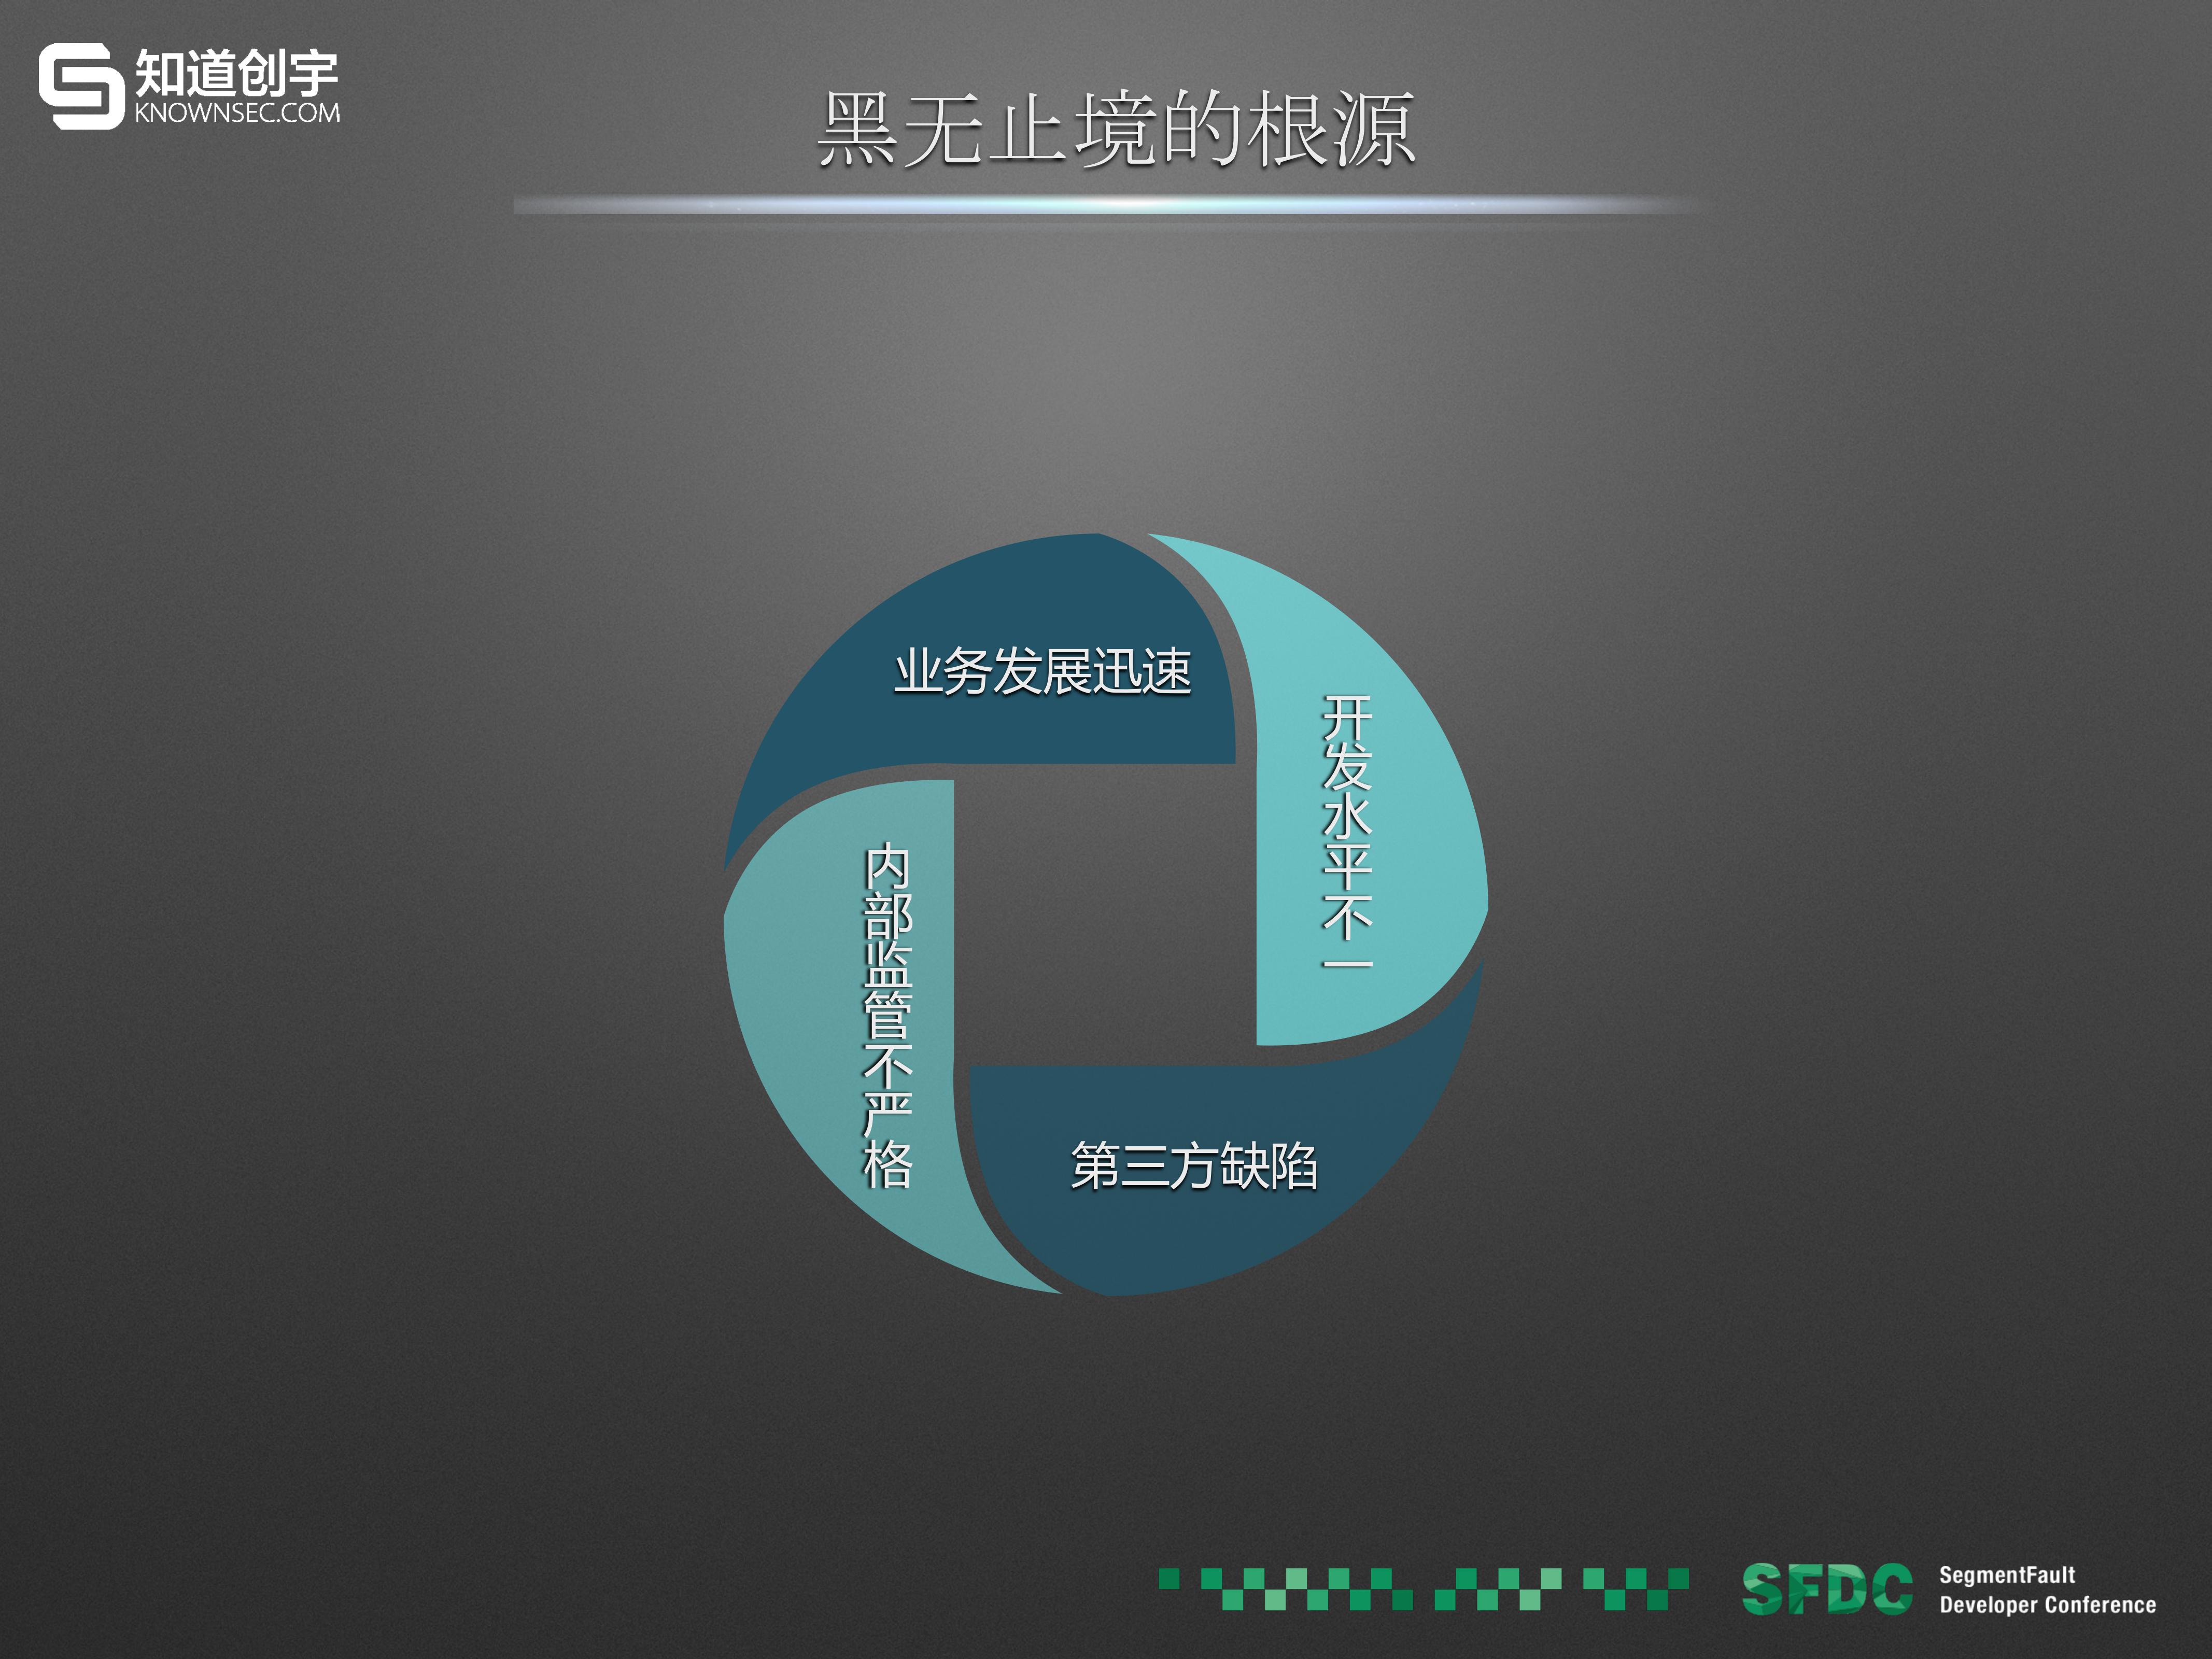 知道创宇
KNOWNSEC.COM
黑无止境的根源
业务发展迅速
开发水平不一
内部监管不严格
第三方缺陷
SFDC
SegmentFault
Developer Conference